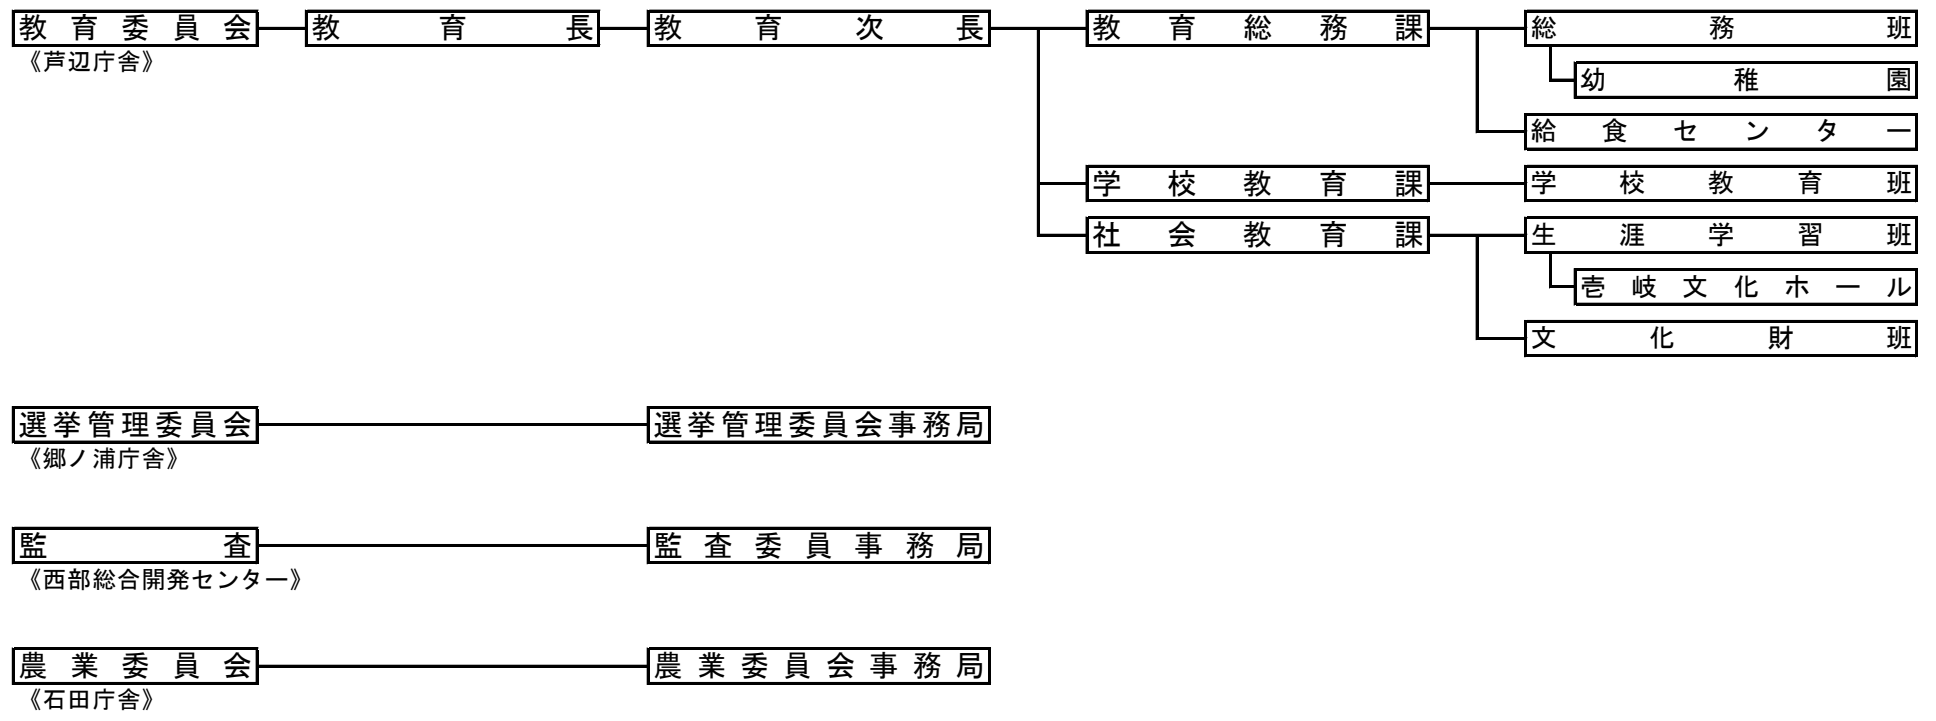 教育委員会 教育長 教育次長 教育総務課 総務班
《芦辺庁舎》
幼稚園
給食センター
学校教育課 学校教育班
社会教育課 生涯学習班
壱岐文化ホール
文化財班
選挙管理委員会 選挙管理委員会事務局
《郷ノ浦庁舎》
監査 監査委員事務局
《西部総合開発センター》
農業委員会 農業委員会事務局
《石田庁舎》